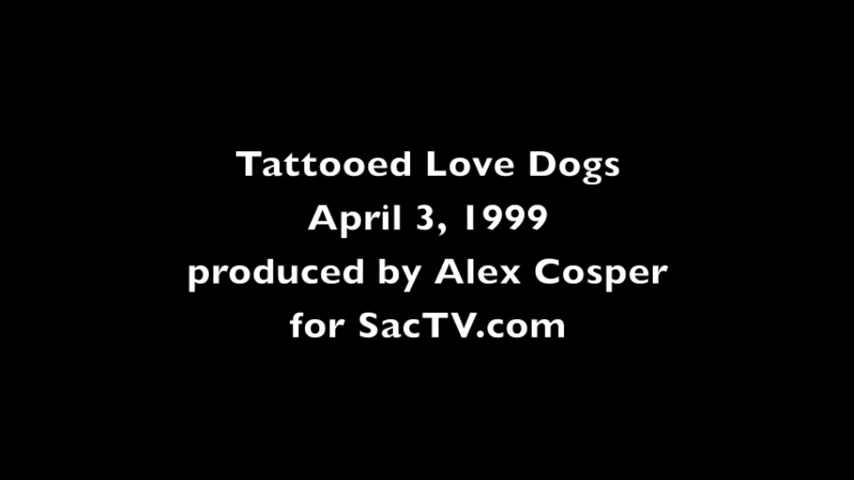 Tattooed Love Dogs
April 3, 1999
produced by Alex Cosper
for SacTV.com